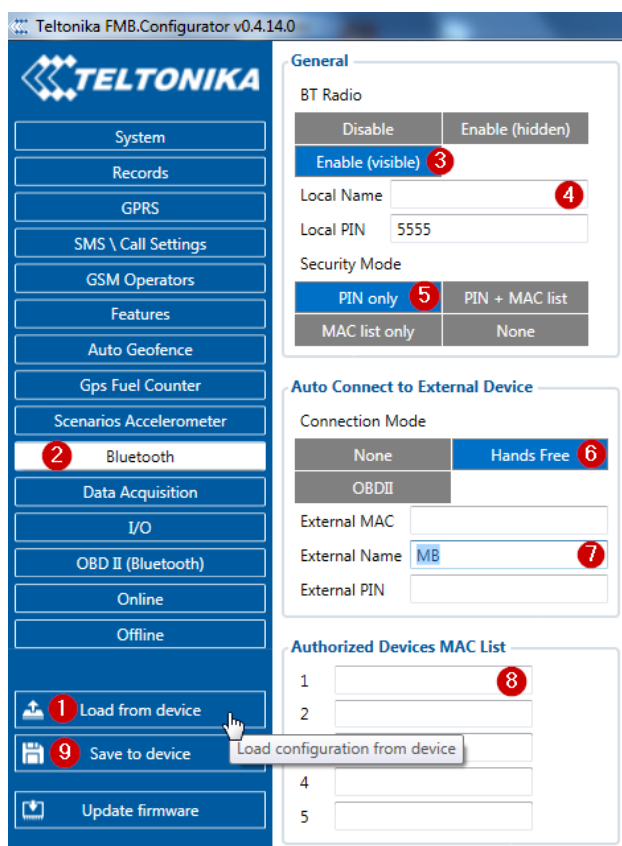 Teltonika FMB.Configurator v0.4.14.0
TELTONIKA
System
Records
GPRS
SMS \ Call Settings
GSM Operators
Features
Auto Geofence
Gps Fuel Counter
Scenarios Accelerometer
2 Bluetooth
Data Acquisition
I/O
OBD II (Bluetooth)
Online
Offline
1 Load from device
9 Save to device
Update firmware
General
BT Radio
Disable Enable (hidden)
Enable (visible) 3
Local Name 4
Local PIN 5555
Security Mode
PIN only 5 PIN + MAC list
MAC list only None
Auto Connect to External Device
Connection Mode
None Hands Free 6
OBDII
External MAC
External Name MB 7
External PIN
Authorized Devices MAC List
1 8
2
Load configuration from device
4
5